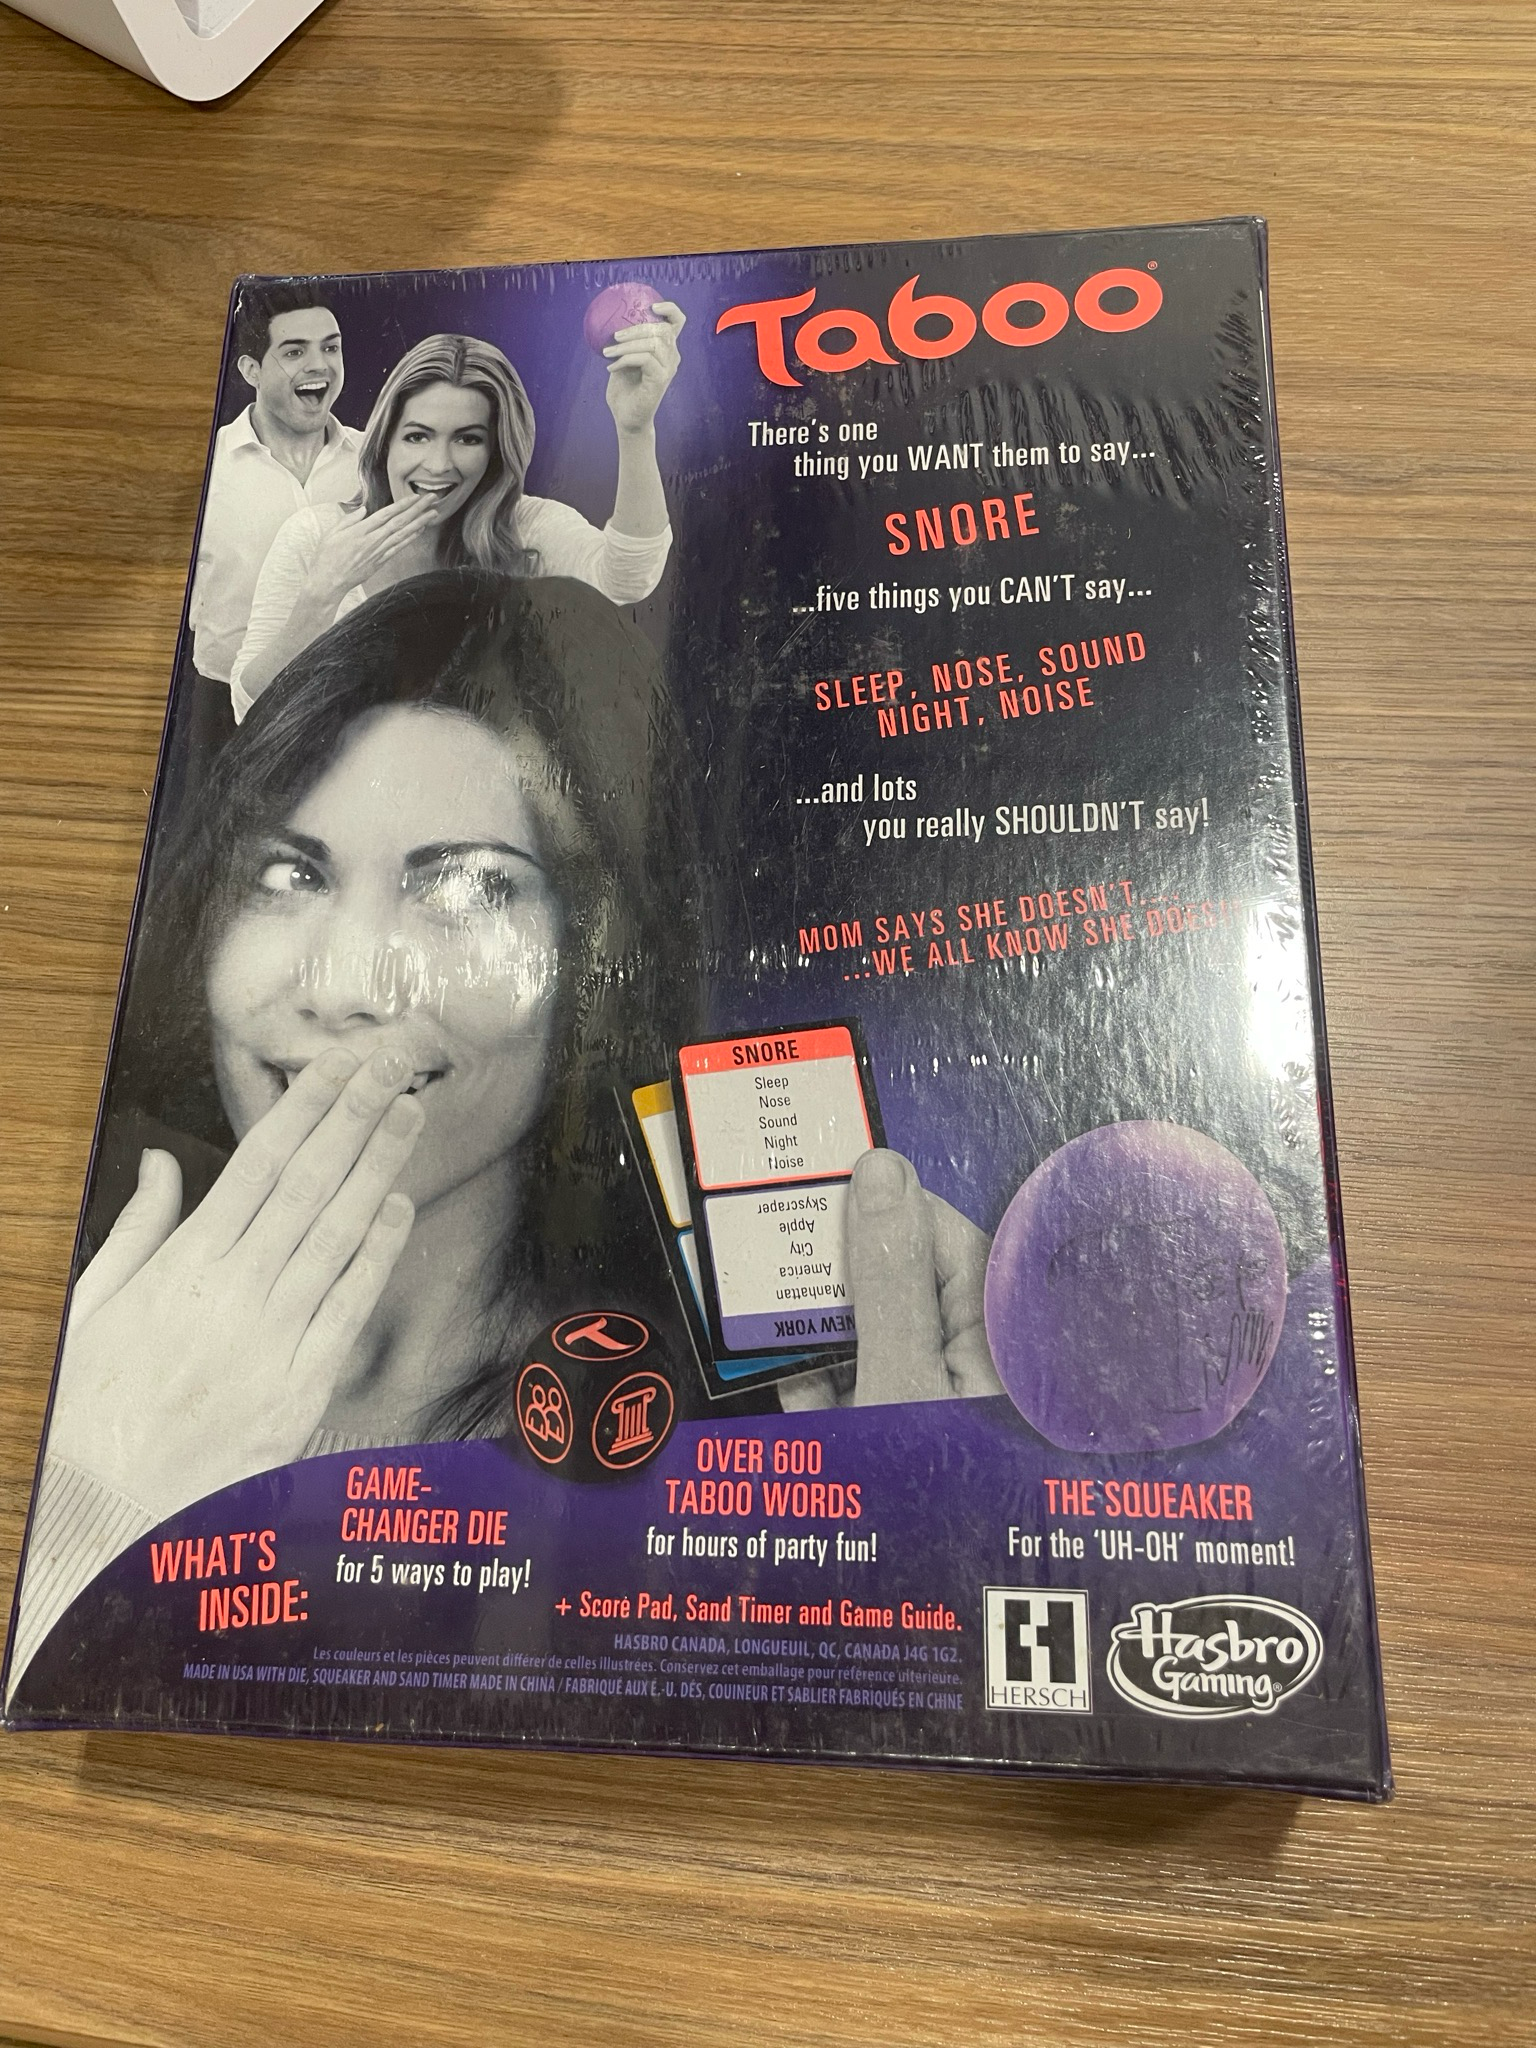 Taboo®
There's one
thing you WANT them to say...
SNORE
...five things you CAN'T say...
SLEEP, NOSE, SOUND
NIGHT, NOISE
...and lots
you really SHOULDN'T say!
MOM SAYS SHE DOESN'T....
...WE ALL KNOW SHE DOES!
SNORE
Sleep
Nose
Sound
Night
Noise
Skyscraper
Apple
City
America
Manhattan
NEW YORK
GAME-
CHANGER DIE
for 5 ways to play!
OVER 600
TABOO WORDS
for hours of party fun!
THE SQUEAKER
For the 'UH-OH' moment!
WHAT'S
INSIDE:
+ Score Pad, Sand Timer and Game Guide.
HASBRO CANADA, LONGUEUIL, QC, CANADA J4G 1G2.
Les couleurs et les pièces peuvent différer de celles illustrées. Conservez cet emballage pour référence ultérieure.
MADE IN USA WITH DIE, SQUEAKER AND SAND TIMER MADE IN CHINA / FABRIQUÉ AUX É.-U. DÉS, COUINEUR ET SABLIER FABRIQUÉS EN CHINE
HERSCH
Hasbro
Gaming®